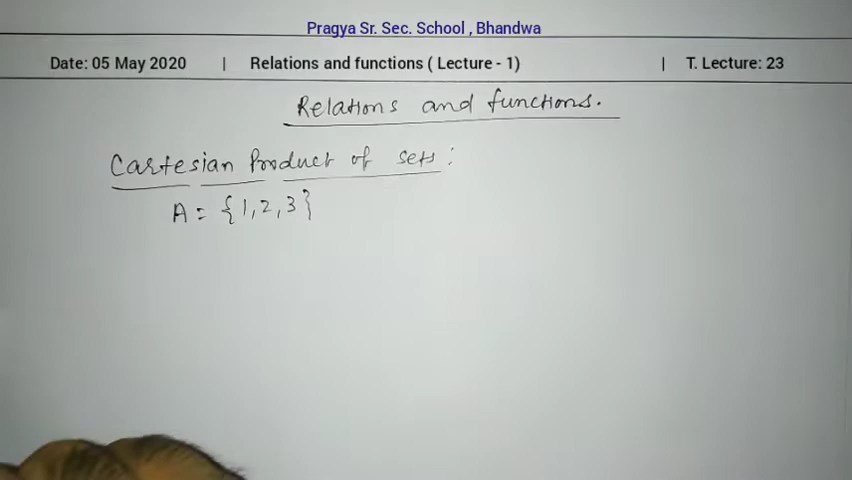 Pragya Sr. Sec. School , Bhandwa
Date: 05 May 2020 | Relations and functions ( Lecture - 1) | T. Lecture: 23
Relations and functions.
Cartesian Product of sets:
A = {1, 2, 3}